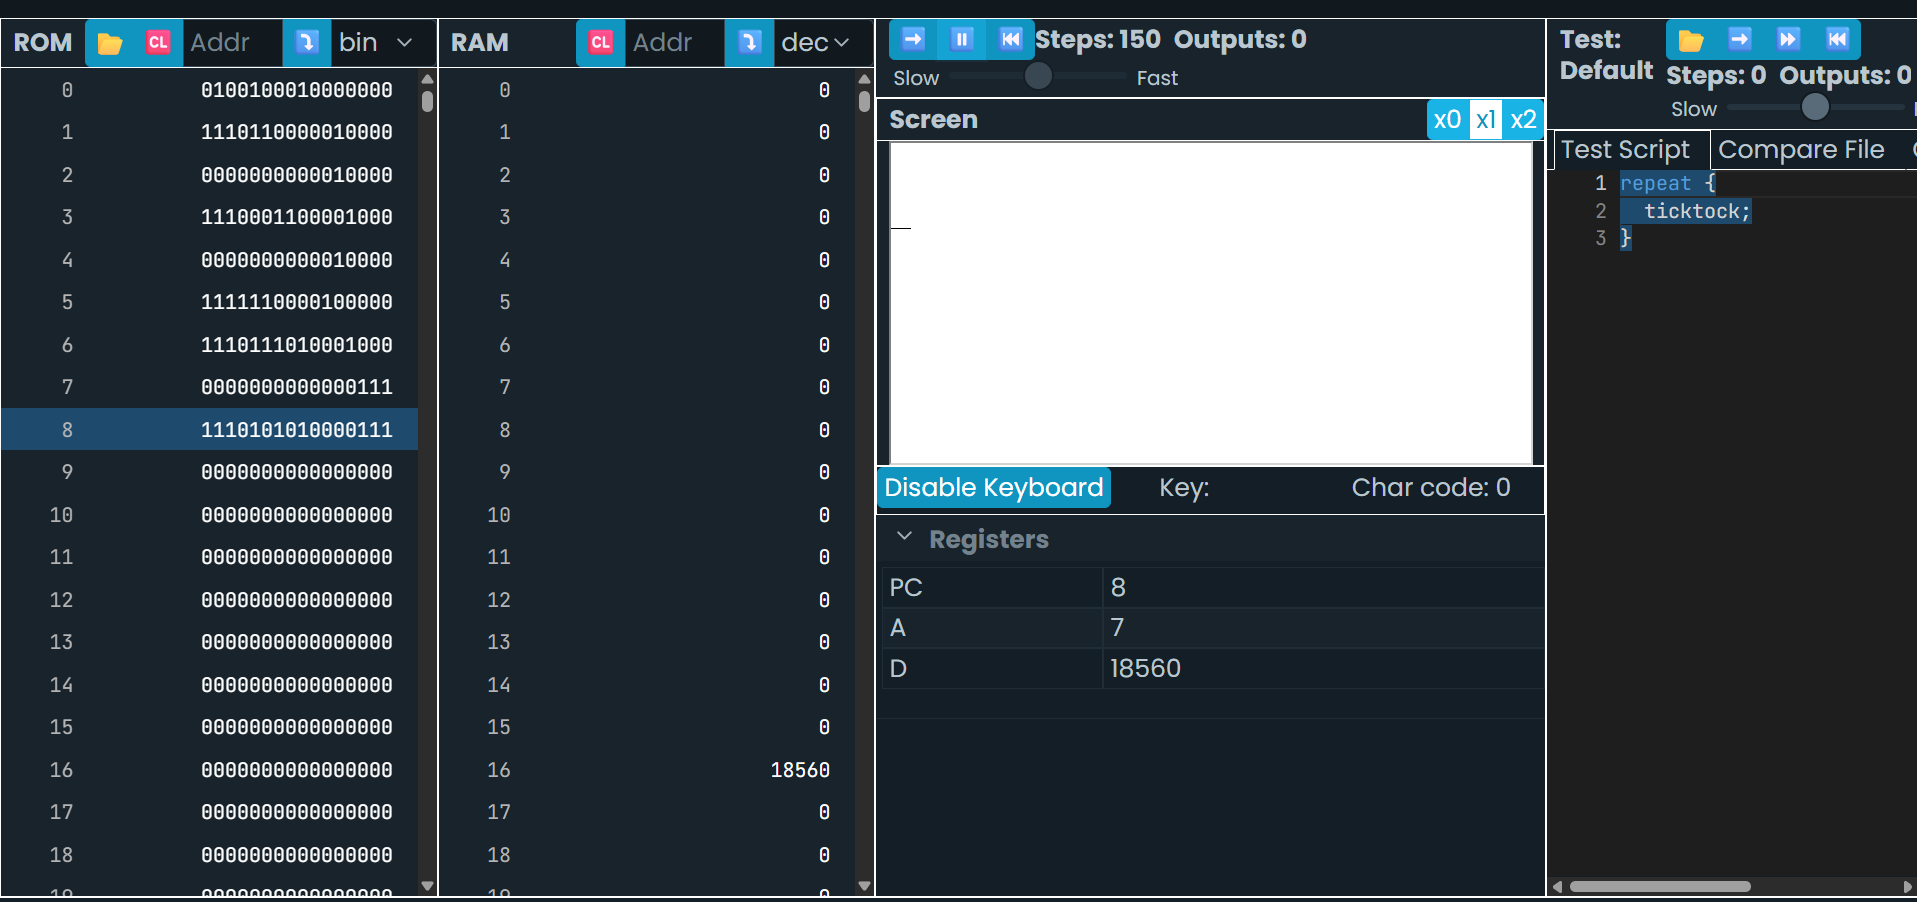 ROM CL Addr bin
0 0100100010000000
1 1110110000010000
2 0000000000010000
3 1110001100001000
4 0000000000010000
5 1111110000100000
6 1110111010001000
7 0000000000000111
8 1110101010000111
9 0000000000000000
10 0000000000000000
11 0000000000000000
12 0000000000000000
13 0000000000000000
14 0000000000000000
15 0000000000000000
16 0000000000000000
17 0000000000000000
18 0000000000000000
19 0000000000000000
RAM CL Addr dec
0 0
1 0
2 0
3 0
4 0
5 0
6 0
7 0
8 0
9 0
10 0
11 0
12 0
13 0
14 0
15 0
16 18560
17 0
18 0
19 0
Steps: 150 Outputs: 0
Slow Fast
Screen x0 x1 x2
Disable Keyboard Key: Char code: 0
Registers
PC 8
A 7
D 18560
Test:
Default
Steps: 0 Outputs: 0
Slow
Test Script Compare File
1 repeat {
2 ticktock;
3 }